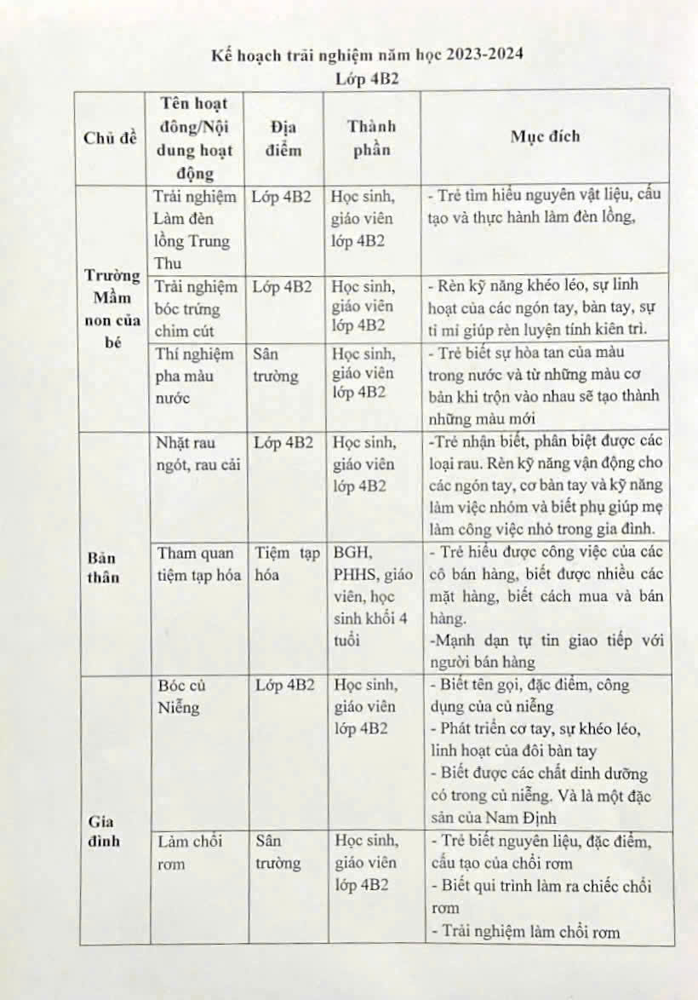 Kế hoạch trải nghiệm năm học 2023-2024
Lớp 4B2
Chủ đề
Tên hoạt
đông/Nội
dung hoạt
động
Địa
điểm
Thành
phần
Mục đích
Trường
Mầm
non của
bé
Trải nghiệm
Làm đèn
lồng Trung
Thu
Lớp 4B2
Học sinh,
giáo viên
lớp 4B2
- Trẻ tìm hiểu nguyên vật liệu, cấu
tạo và thực hành làm đèn lồng,
Trải nghiệm
bóc trứng
chim cút
Lớp 4B2
Học sinh,
giáo viên
lớp 4B2
- Rèn kỹ năng khéo léo, sự linh
hoạt của các ngón tay, bàn tay, sự
tỉ mỉ giúp rèn luyện tính kiên trì.
Thí nghiệm
pha màu
nước
Sân
trường
Học sinh,
giáo viên
lớp 4B2
- Trẻ biết sự hòa tan của màu
trong nước và từ những màu cơ
bản khi trộn vào nhau sẽ tạo thành
những màu mới
Bản
thân
Nhặt rau
ngót, rau cải
Lớp 4B2
Học sinh,
giáo viên
lớp 4B2
-Trẻ nhận biết, phân biệt được các
loại rau. Rèn kỹ năng vận động cho
các ngón tay, cơ bàn tay và kỹ năng
làm việc nhóm và biết phụ giúp mẹ
làm công việc nhỏ trong gia đình.
Tham quan
tiệm tạp hóa
Tiệm tạp
hóa
BGH,
PHHS, giáo
viên, học
sinh khối 4
tuổi
- Trẻ hiểu được công việc của các
cô bán hàng, biết được nhiều các
mặt hàng, biết cách mua và bán
hàng.
-Mạnh dạn tự tin giao tiếp với
người bán hàng
Gia
đình
Bóc củ
Niễng
Lớp 4B2
Học sinh,
giáo viên
lớp 4B2
- Biết tên gọi, đặc điểm, công
dụng của củ niễng
- Phát triển cơ tay, sự khéo léo,
linh hoạt của đôi bàn tay
- Biết được các chất dinh dưỡng
có trong củ niễng. Và là một đặc
sản của Nam Định
Làm chổi
rơm
Sân
trường
Học sinh,
giáo viên
lớp 4B2
- Trẻ biết nguyên liệu, đặc điểm,
cấu tạo của chổi rơm
- Biết qui trình làm ra chiếc chổi
rơm
- Trải nghiệm làm chổi rơm